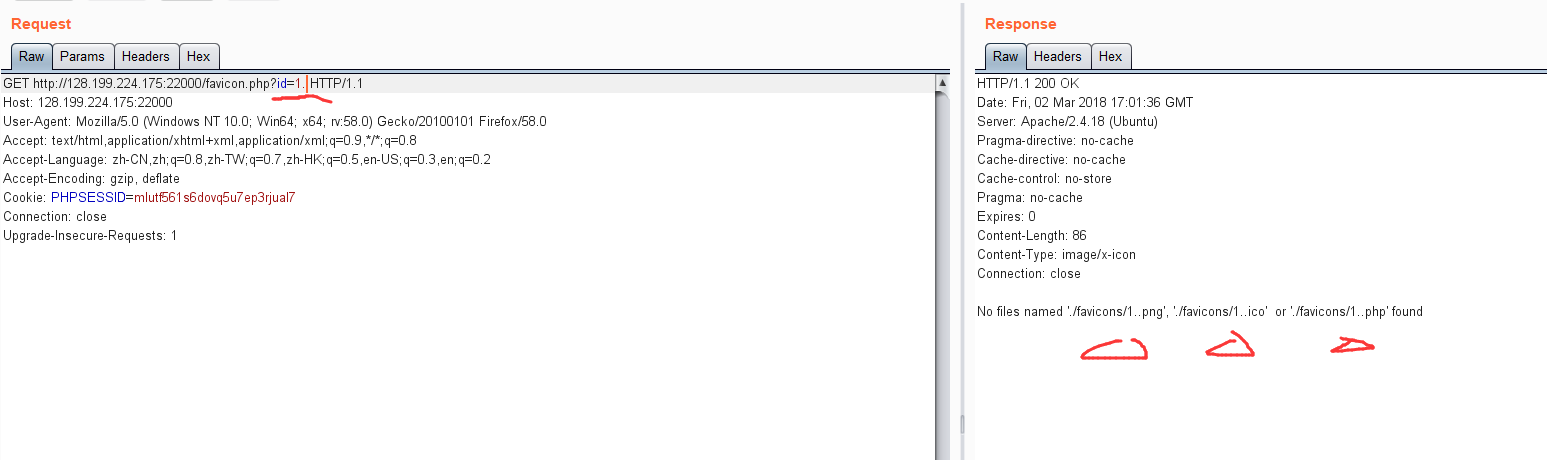 Request
Raw Params Headers Hex
GET http://128.199.224.175:22000/favicon.php?id=1. HTTP/1.1
Host: 128.199.224.175:22000
User-Agent: Mozilla/5.0 (Windows NT 10.0; Win64; x64; rv:58.0) Gecko/20100101 Firefox/58.0
Accept: text/html,application/xhtml+xml,application/xml;q=0.9,*/*;q=0.8
Accept-Language: zh-CN,zh;q=0.8,zh-TW;q=0.7,zh-HK;q=0.5,en-US;q=0.3,en;q=0.2
Accept-Encoding: gzip, deflate
Cookie: PHPSESSID=mlutf561s6dovq5u7ep3rjual7
Connection: close
Upgrade-Insecure-Requests: 1
Response
Raw Headers Hex
HTTP/1.1 200 OK
Date: Fri, 02 Mar 2018 17:01:36 GMT
Server: Apache/2.4.18 (Ubuntu)
Pragma-directive: no-cache
Cache-directive: no-cache
Cache-control: no-store
Pragma: no-cache
Expires: 0
Content-Length: 86
Content-Type: image/x-icon
Connection: close
No files named './favicons/1..png', './favicons/1..ico' or './favicons/1..php' found